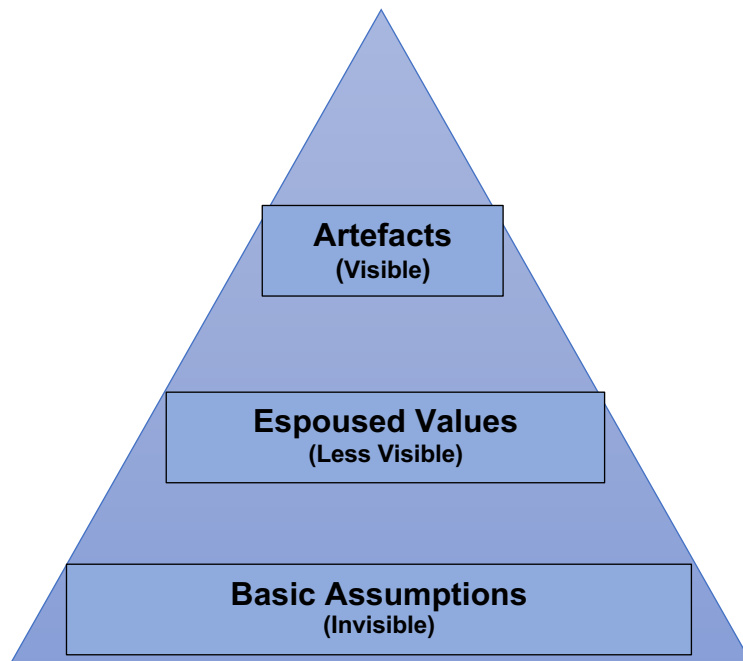 Artefacts
(Visible)
Espoused Values
(Less Visible)
Basic Assumptions
(Invisible)